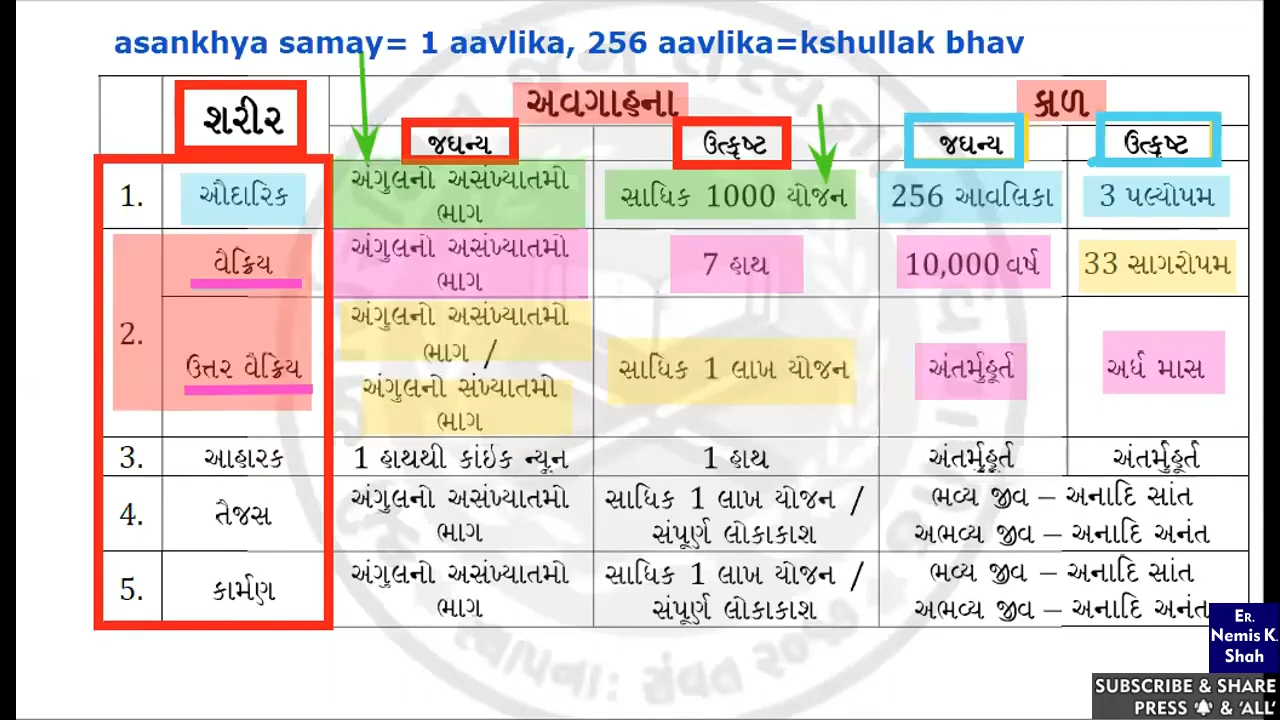 asankhya samay= 1 aavlika, 256 aavlika=kshullak bhav
શરીર અવગાહના કાળ
જઘન્ય ઉત્કૃષ્ટ જઘન્ય ઉત્કૃષ્ટ
1. ઔદારિક અંગુલનો અસંખ્યાતમો ભાગ સાધિક 1000 યોજન 256 આવલિકા 3 પલ્યોપમ
2. વૈક્રિય અંગુલનો અસંખ્યાતમો ભાગ 7 હાથ 10,000 વર્ષ 33 સાગરોપમ
ઉત્તર વૈક્રિય અંગુલનો અસંખ્યાતમો ભાગ / અંગુલનો સંખ્યાતમો ભાગ સાધિક 1 લાખ યોજન અંતર્મુહૂર્ત અર્ધ માસ
3. આહારક 1 હાથથી કાંઇક ન્યૂન 1 હાથ અંતર્મુહૂર્ત અંતર્મુહૂર્ત
4. તૈજસ અંગુલનો અસંખ્યાતમો ભાગ સાધિક 1 લાખ યોજન / સંપૂર્ણ લોકાકાશ ભવ્ય જીવ – અનાદિ સાંત અભવ્ય જીવ – અનાદિ અનંત
5. કાર્મણ અંગુલનો અસંખ્યાતમો ભાગ સાધિક 1 લાખ યોજન / સંપૂર્ણ લોકાકાશ ભવ્ય જીવ – અનાદિ સાંત અભવ્ય જીવ – અનાદિ અનંત
ER.
Nemis K.
Shah
SUBSCRIBE & SHARE
PRESS 🔔 & 'ALL'